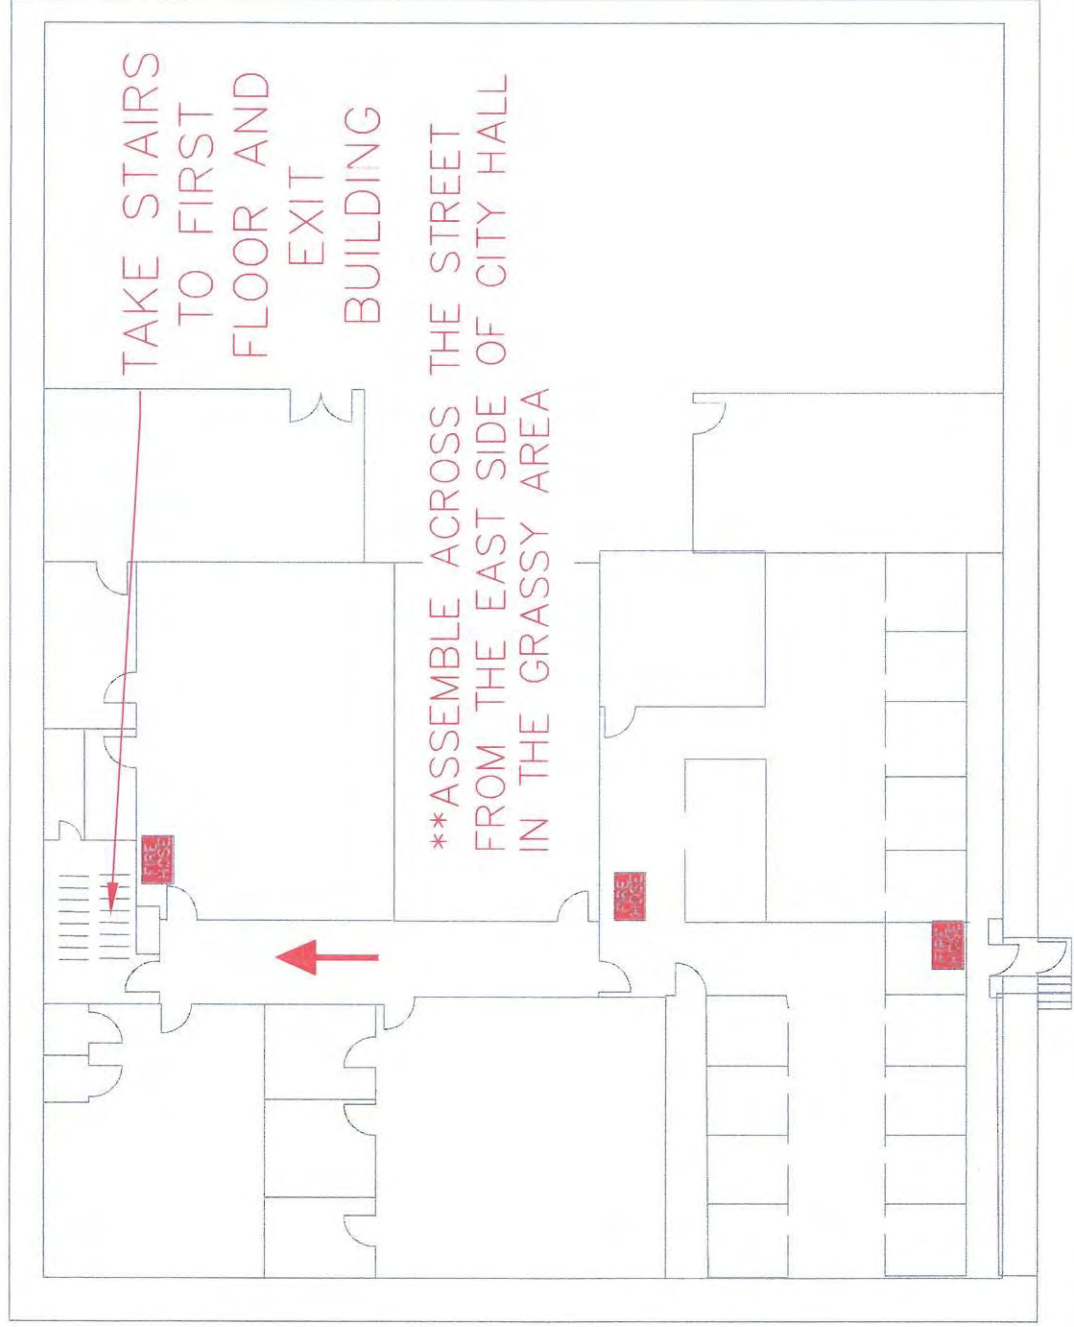 TAKE STAIRS
TO FIRST
FLOOR AND
EXIT
BUILDING
**ASSEMBLE ACROSS THE STREET
FROM THE EAST SIDE OF CITY HALL
IN THE GRASSY AREA
FIRE
HOSE
FIRE
HOSE
FIRE
HOSE